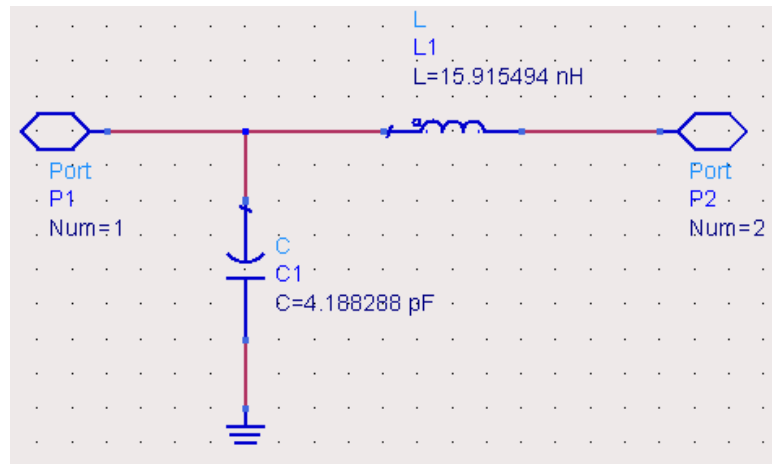 L
L1
L=15.915494 nH
Port
P1
Num=1
Port
P2
Num=2
C
C1
C=4.188288 pF